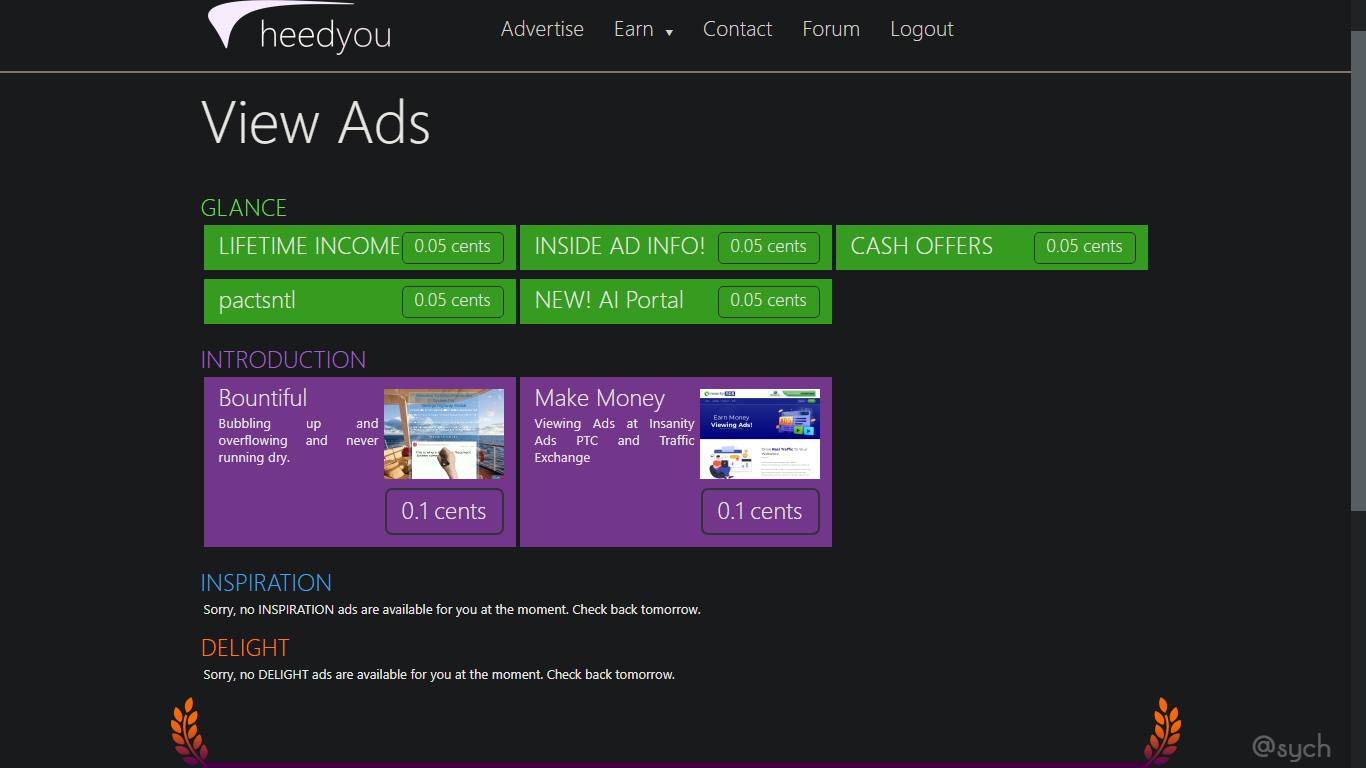 heedyou
Advertise Earn ▼ Contact Forum Logout
View Ads
GLANCE
LIFETIME INCOME 0.05 cents
INSIDE AD INFO! 0.05 cents
CASH OFFERS 0.05 cents
pactsntl 0.05 cents
NEW! AI Portal 0.05 cents
INTRODUCTION
Bountiful
Bubbling up and
overflowing and never
running dry.
0.1 cents
Make Money
Viewing Ads at Insanity
Ads PTC and Traffic
Exchange
Earn Money
Viewing Ads!
0.1 cents
INSPIRATION
Sorry, no INSPIRATION ads are available for you at the moment. Check back tomorrow.
DELIGHT
Sorry, no DELIGHT ads are available for you at the moment. Check back tomorrow.
@sych